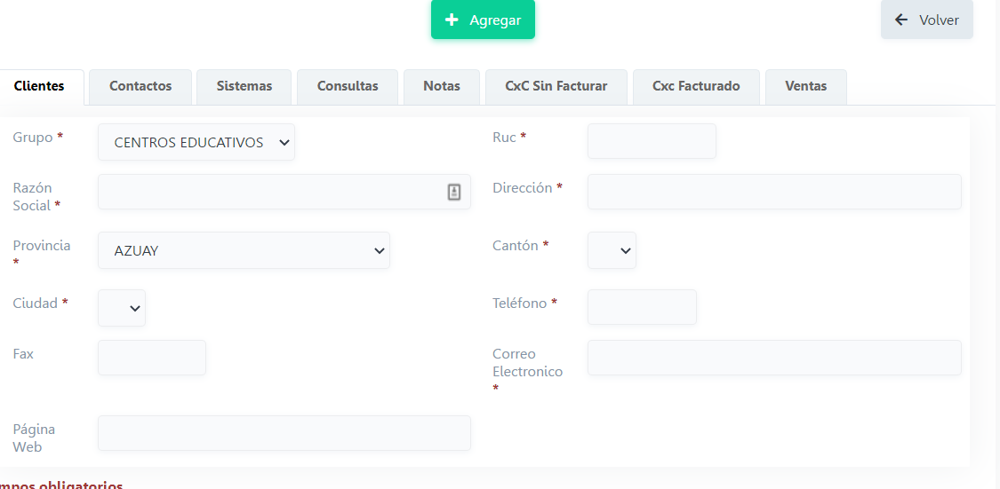 Agregar
Volver
Clientes Contactos Sistemas Consultas Notas CxC Sin Facturar Cxc Facturado Ventas
Grupo * CENTROS EDUCATIVOS Ruc *
Razón
Social * Dirección *
Provincia
* AZUAY Cantón *
Ciudad * Teléfono *
Fax Correo
Electronico
*
Página
Web
mpos obligatorios